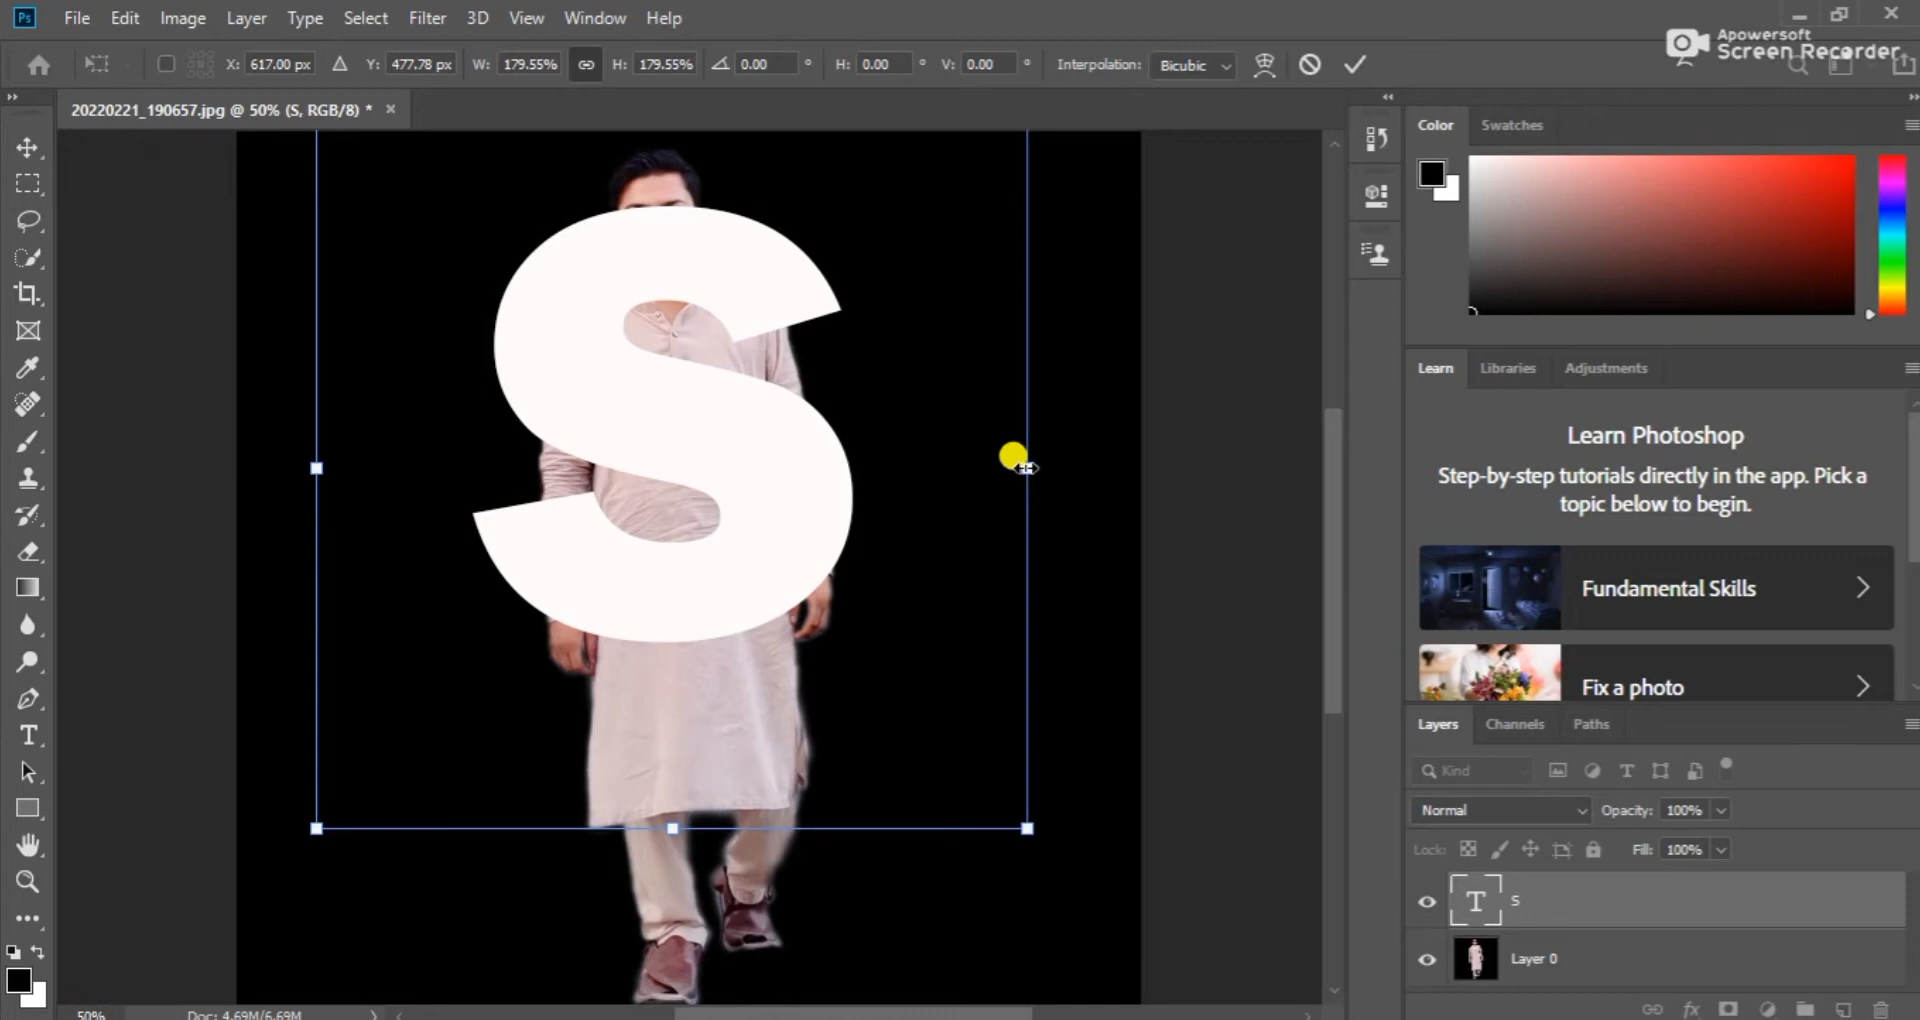 Ps File Edit Image Layer Type Select Filter 3D View Window Help
Apowersoft
Screen Recorder
X: 617.00 px Y: 477.78 px W: 179.55% H: 179.55% 0.00 ° H: 0.00 ° V: 0.00 ° Interpolation: Bicubic
20220221_190657.jpg @ 50% (S, RGB/8) * ×
Color Swatches
S
Learn Libraries Adjustments
Learn Photoshop
Step-by-step tutorials directly in the app. Pick a
topic below to begin.
Fundamental Skills
Fix a photo
Layers Channels Paths
Kind
Normal Opacity: 100%
Lock: Fill: 100%
T S
Layer 0
fx
50% Doc: 4.69M/6.69M